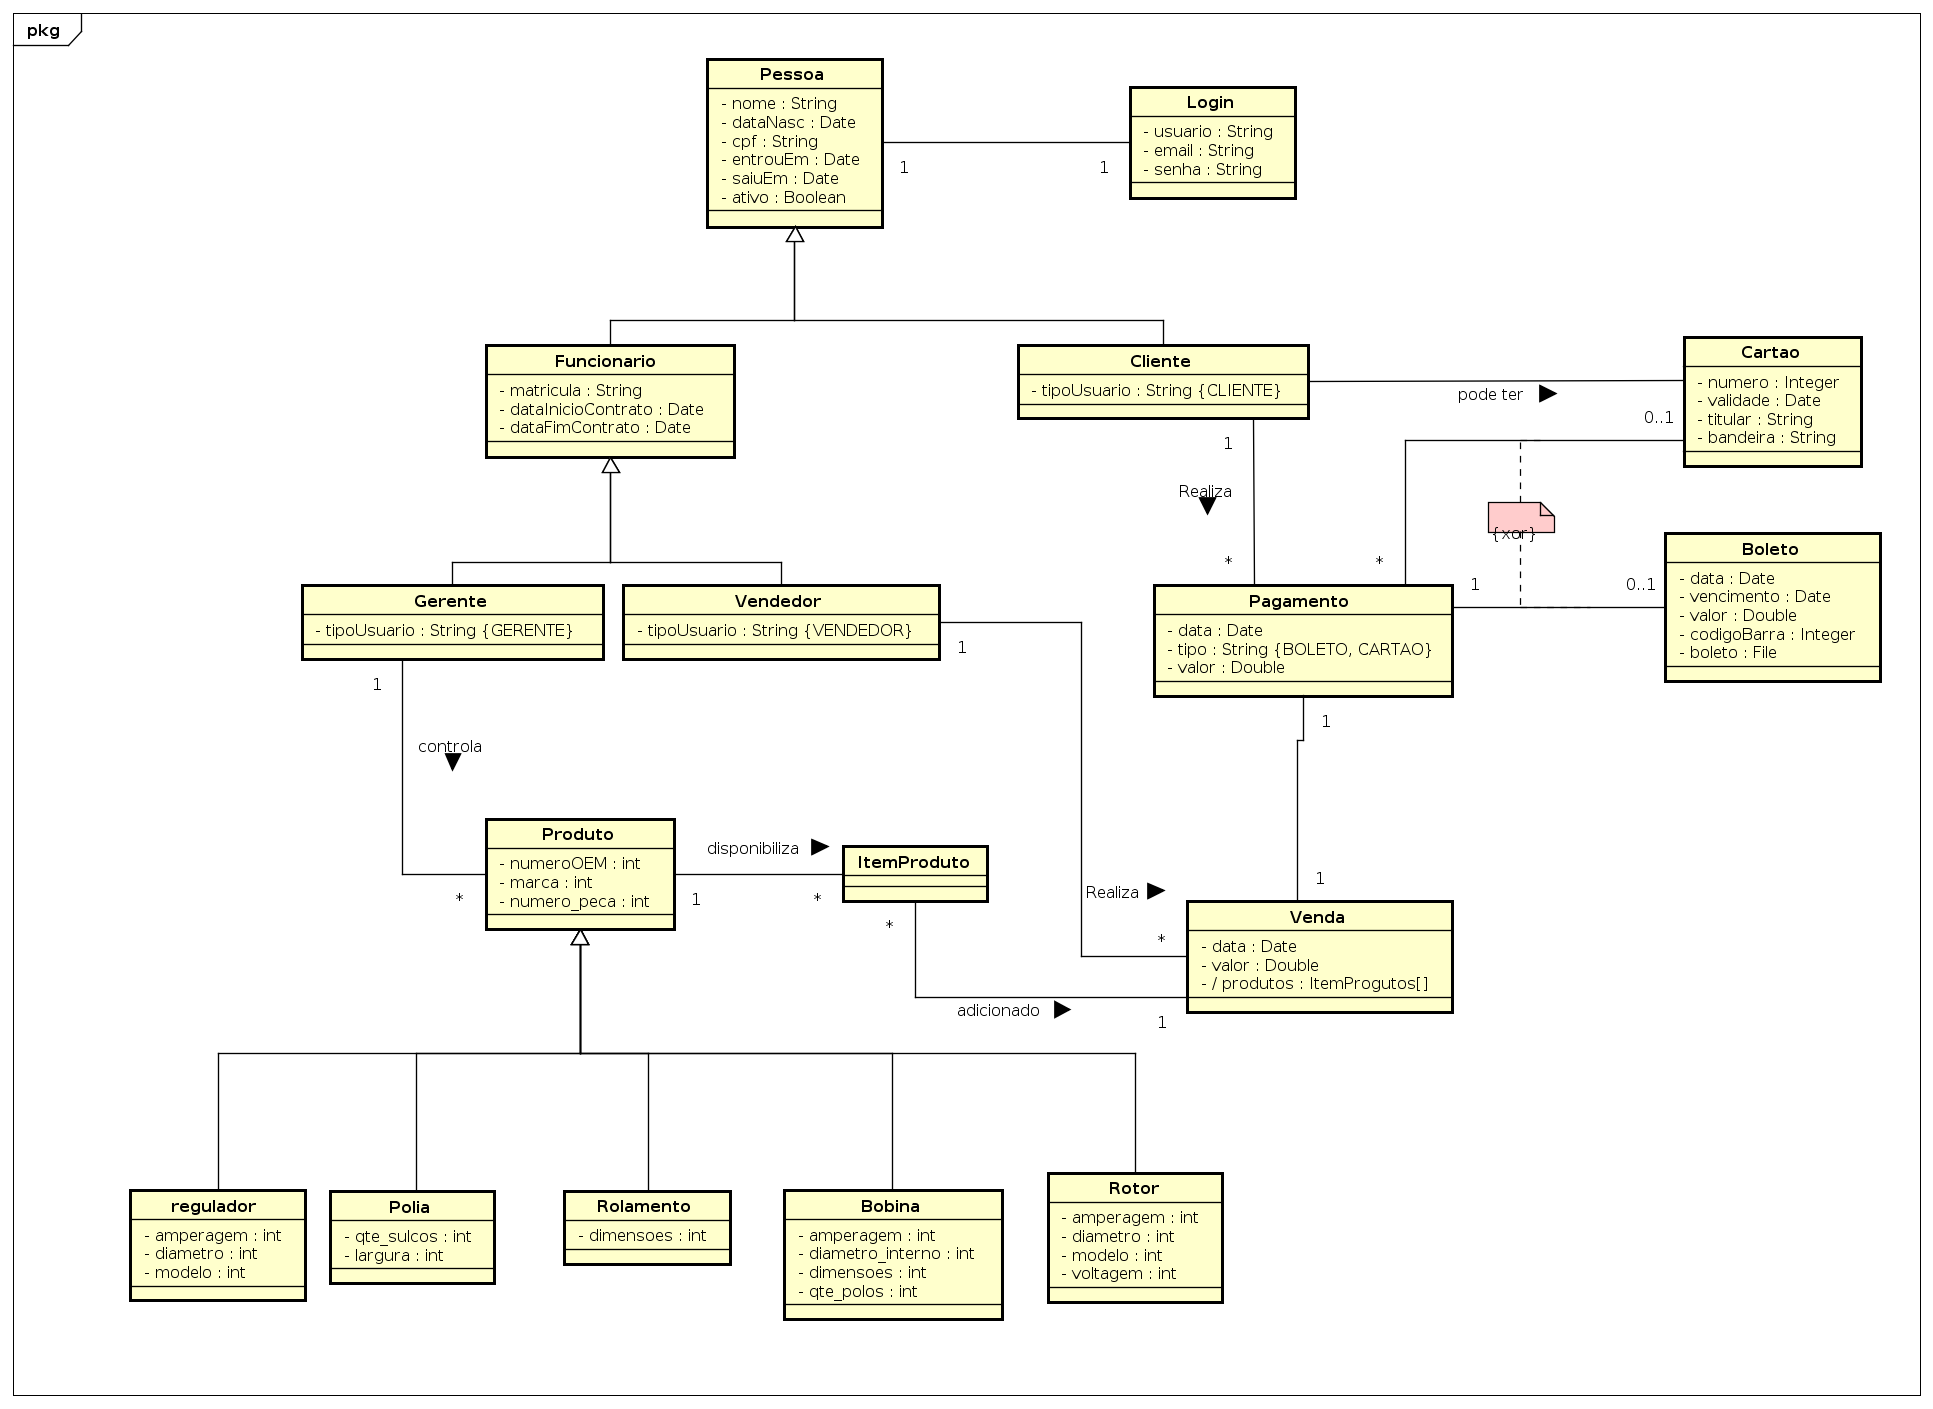 pkg
Pessoa
- nome : String
- dataNasc : Date
- cpf : String
- entrouEm : Date
- saiuEm : Date
- ativo : Boolean
Login
- usuario : String
- email : String
- senha : String
1
1
Funcionario
- matricula : String
- dataInicioContrato : Date
- dataFimContrato : Date
Cliente
- tipoUsuario : String {CLIENTE}
pode ter
Cartao
- numero : Integer
- validade : Date
- titular : String
- bandeira : String
0..1
1
Realiza
*
*
{xor}
Boleto
- data : Date
- vencimento : Date
- valor : Double
- codigoBarra : Integer
- boleto : File
1
0..1
Gerente
- tipoUsuario : String {GERENTE}
Vendedor
- tipoUsuario : String {VENDEDOR}
Pagamento
- data : Date
- tipo : String {BOLETO, CARTAO}
- valor : Double
1
1
1
controla
Produto
- numeroOEM : int
- marca : int
- numero_peca : int
disponibiliza
ItemProduto
*
1
*
*
Realiza
1
*
Venda
- data : Date
- valor : Double
- / produtos : ItemProgutos[]
adicionado
1
regulador
- amperagem : int
- diametro : int
- modelo : int
Polia
- qte_sulcos : int
- largura : int
Rolamento
- dimensoes : int
Bobina
- amperagem : int
- diametro_interno : int
- dimensoes : int
- qte_polos : int
Rotor
- amperagem : int
- diametro : int
- modelo : int
- voltagem : int